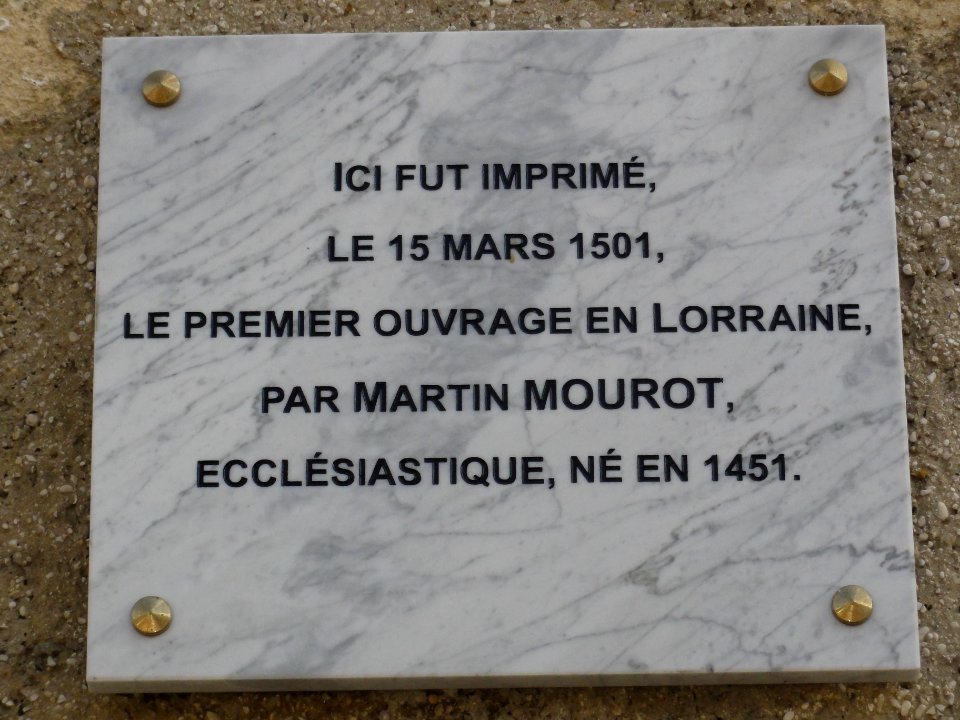 ICI FUT IMPRIMÉ,
LE 15 MARS 1501,
LE PREMIER OUVRAGE EN LORRAINE,
PAR MARTIN MOUROT,
ECCLÉSIASTIQUE, NÉ EN 1451.